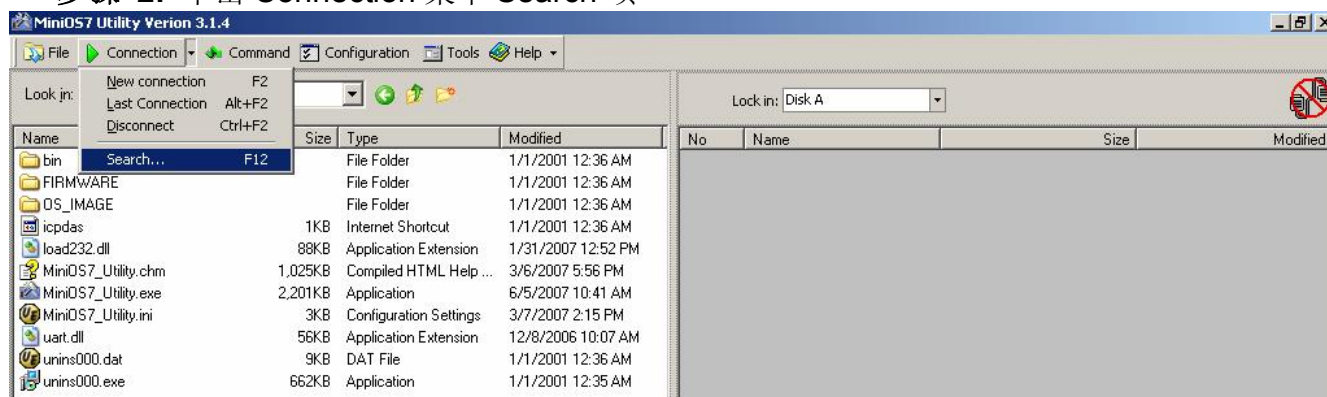 MiniOS7 Utility Verion 3.1.4
File Connection Command Configuration Tools Help
New connection F2
Last Connection Alt+F2
Disconnect Ctrl+F2
Search... F12
Look in:
Lock in: Disk A
Name Size Type Modified
bin File Folder 1/1/2001 12:36 AM
FIRMWARE File Folder 1/1/2001 12:36 AM
OS_IMAGE File Folder 1/1/2001 12:36 AM
icpdas 1KB Internet Shortcut 1/1/2001 12:36 AM
load232.dll 88KB Application Extension 1/31/2007 12:52 PM
MiniOS7_Utility.chm 1,025KB Compiled HTML Help ... 3/6/2007 5:56 PM
MiniOS7_Utility.exe 2,201KB Application 6/5/2007 10:41 AM
MiniOS7_Utility.ini 3KB Configuration Settings 3/7/2007 2:15 PM
uart.dll 56KB Application Extension 12/8/2006 10:07 AM
unins000.dat 9KB DAT File 1/1/2001 12:36 AM
unins000.exe 662KB Application 1/1/2001 12:35 AM
No Name Size Modified